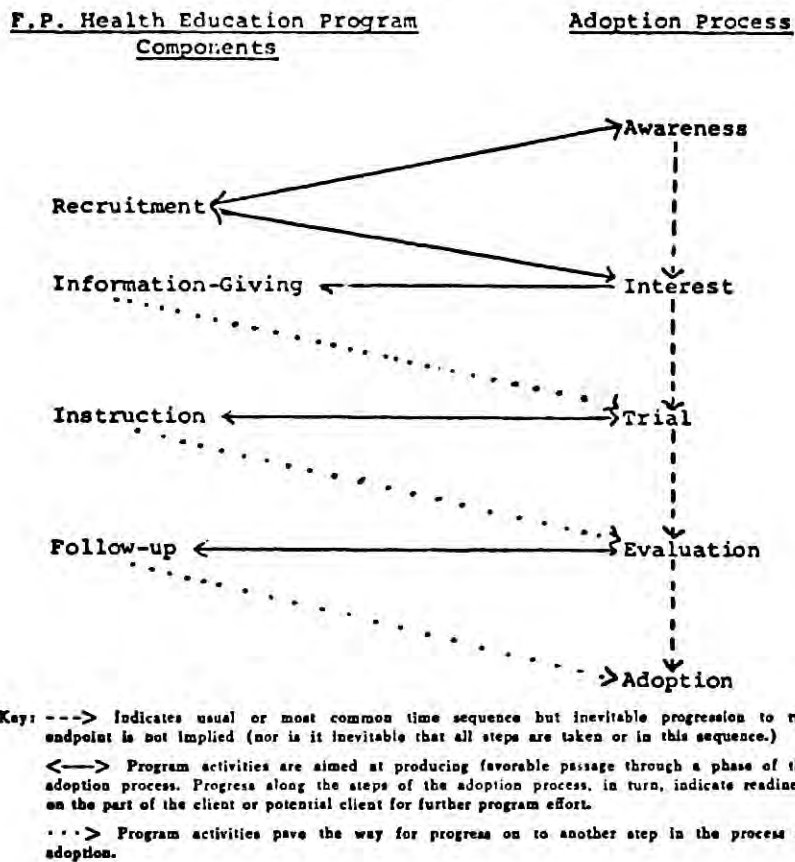 F.P. Health Education Program
Components
Adoption Process
Awareness
Recruitment
Information-Giving
Interest
Instruction
Trial
Follow-up
Evaluation
Adoption
Key: ---> Indicates usual or most common time sequence but inevitable progression to
endpoint is not implied (nor is it inevitable that all steps are taken or in this sequence.)
<---> Program activities are aimed at producing favorable passage through a phase of
adoption process. Progress along the steps of the adoption process, in turn, indicate
on the part of the client or potential client for further program effort.
···> Program activities pave the way for progress on to another step in the process
adoption.